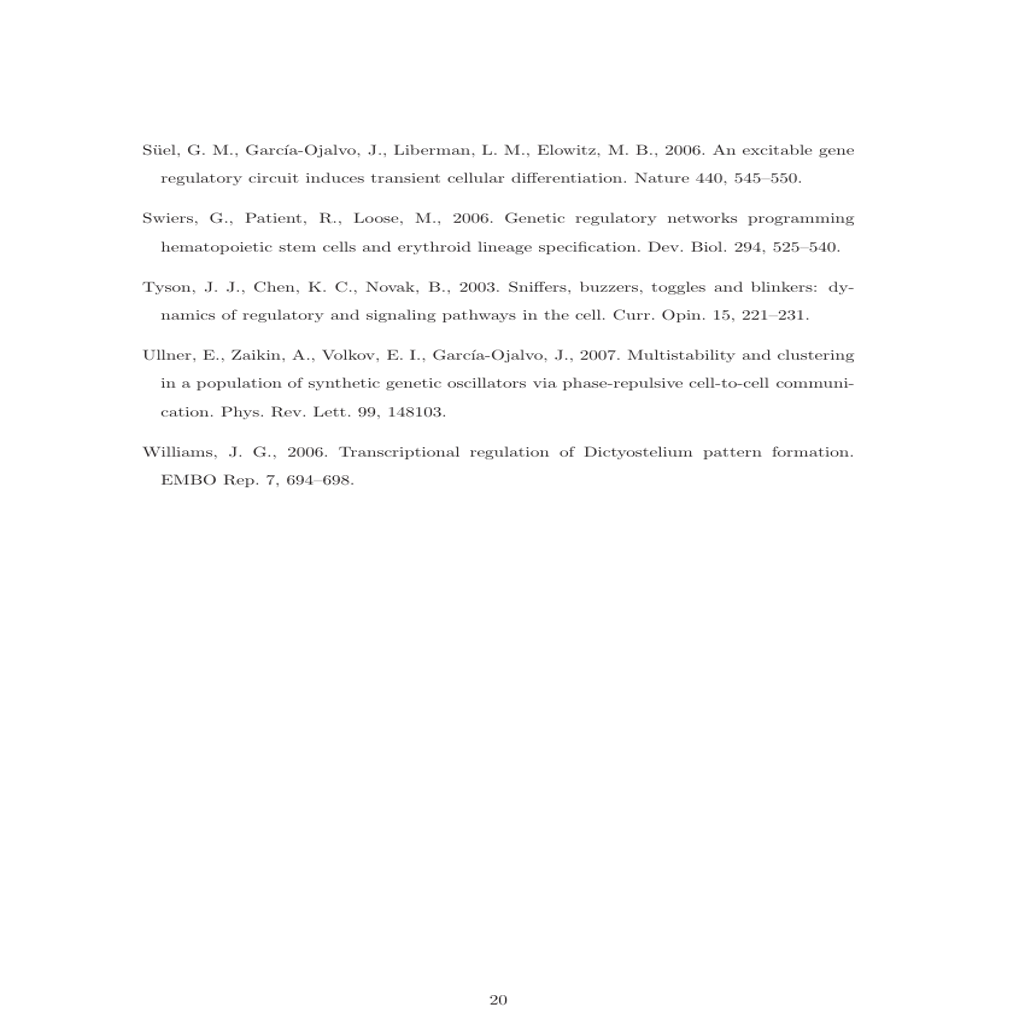 Süel, G. M., García-Ojalvo, J., Liberman, L. M., Elowitz, M. B., 2006. An excitable gene
regulatory circuit induces transient cellular differentiation. Nature 440, 545–550.
Swiers, G., Patient, R., Loose, M., 2006. Genetic regulatory networks programming
hematopoietic stem cells and erythroid lineage specification. Dev. Biol. 294, 525–540.
Tyson, J. J., Chen, K. C., Novak, B., 2003. Sniffers, buzzers, toggles and blinkers: dy-
namics of regulatory and signaling pathways in the cell. Curr. Opin. 15, 221–231.
Ullner, E., Zaikin, A., Volkov, E. I., García-Ojalvo, J., 2007. Multistability and clustering
in a population of synthetic genetic oscillators via phase-repulsive cell-to-cell communi-
cation. Phys. Rev. Lett. 99, 148103.
Williams, J. G., 2006. Transcriptional regulation of Dictyostelium pattern formation.
EMBO Rep. 7, 694–698.
20